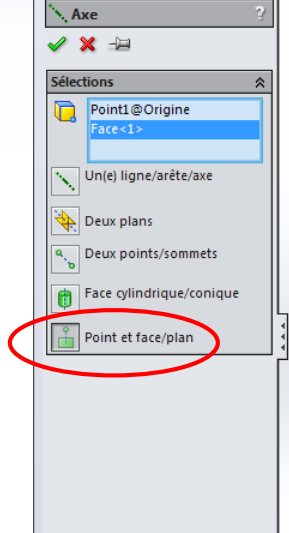 Axe ?
Sélections
Point1@Origine
Face<1>
Un(e) ligne/arête/axe
Deux plans
Deux points/sommets
Face cylindrique/conique
Point et face/plan